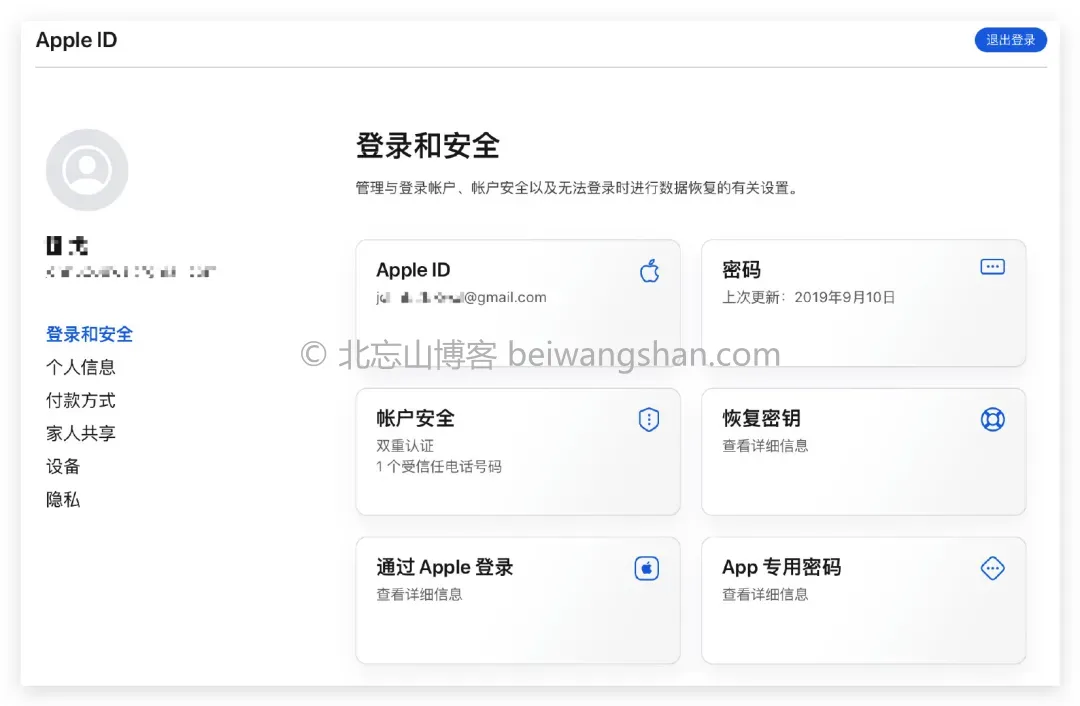 Apple ID
退出登录
登录和安全
个人信息
付款方式
家人共享
设备
隐私
登录和安全
管理与登录帐户、帐户安全以及无法登录时进行数据恢复的有关设置。
Apple ID
@gmail.com
密码
上次更新：2019年9月10日
© 北忘山博客 beiwangshan.com
帐户安全
双重认证
1 个受信任电话号码
恢复密钥
查看详细信息
通过 Apple 登录
查看详细信息
App 专用密码
查看详细信息